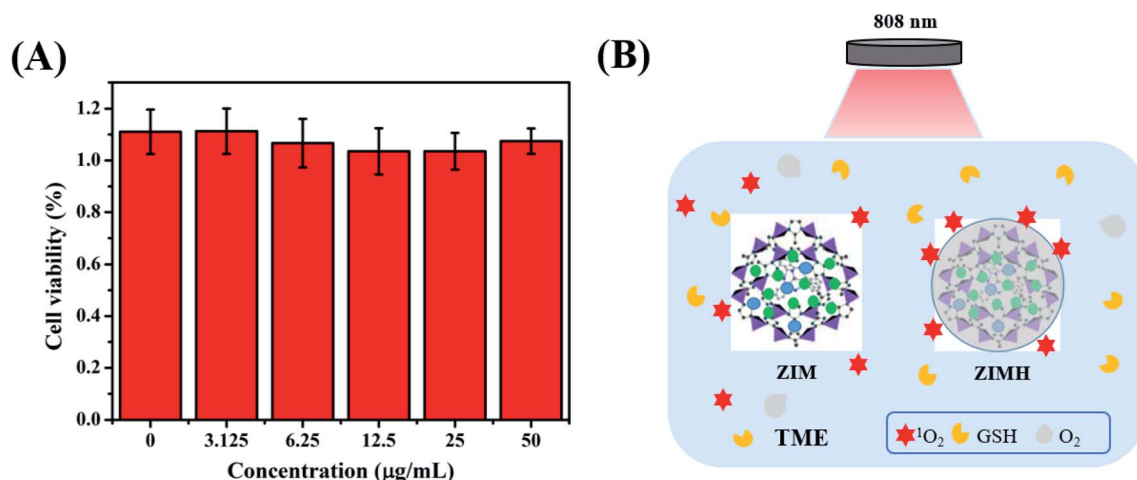 (A)
Cell viability (%)
1.2
1.0
0.8
0.6
0.4
0.2
0.0
0 3.125 6.25 12.5 25 50
Concentration (μg/mL)
(B)
808 nm
ZIM ZIMH
TME
¹O₂ GSH O₂